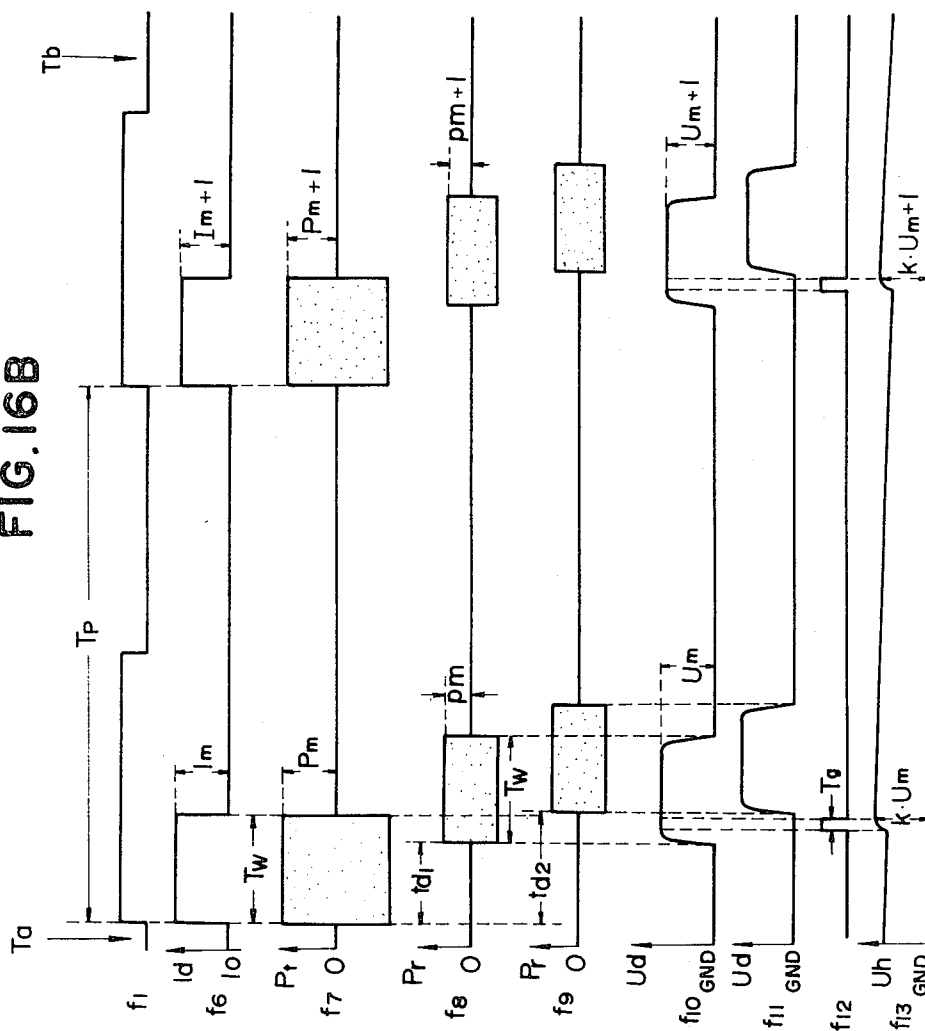 FIG. 16B
Ta
Tb
f1
TP
Id
f6
Io
Im
Im+1
TW
Pt
f7
O
Pm
Pm+1
Pr
f8
O
td1
TW
pm
pm+1
Pr
f9
O
td2
Ud
f10 GND
Um
Um+1
Ud
f11 GND
f12
Tg
Uh
f13 GND
k·Um
k·Um+1